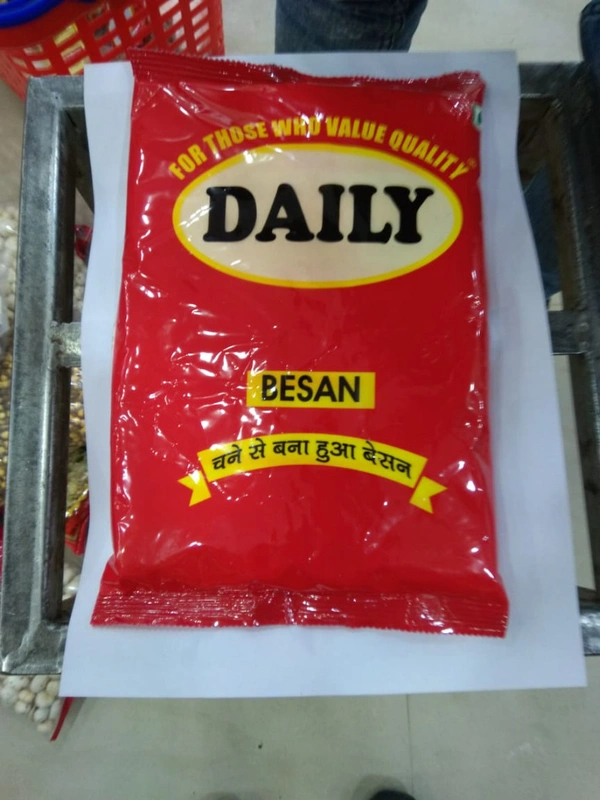 FOR THOSE WHO VALUE QUALITY
DAILY
BESAN
चने से बना हुआ बेसन